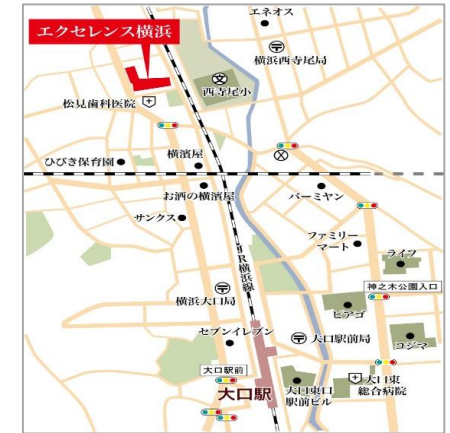 エネオス
エクセレンス横浜
横浜西寺尾局
西寺尾小
松見歯科医院
横濱屋
ひびき保育園
お酒の横濱屋
バーミヤン
サンクス
ファミリー
マート
JR横浜線
ライフ
神之木公園入口
横浜大口局
ピアゴ
セブンイレブン
大口駅前局
コジマ
大口駅前
大口駅
大口東口
駅前ビル
大口東
総合病院